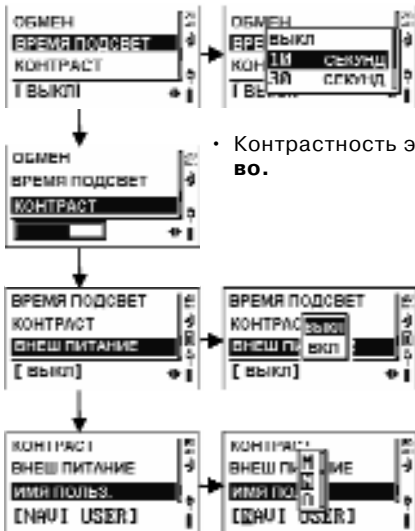 ОБМЕН
ВРЕМЯ ПОДСВЕТ
КОНТРАСТ
[ ВЫКЛ]
ОБМЕН
ВЫКЛ
10 СЕКУНД
30 СЕКУНД
ОБМЕН
ВРЕМЯ ПОДСВЕТ
КОНТРАСТ
• Контрастность э
во.
ВРЕМЯ ПОДСВЕТ
КОНТРАСТ
ВНЕШ ПИТАНИЕ
[ ВЫКЛ]
ВРЕМЯ ПОДСВЕТ
ВЫКЛ
ВКЛ
[ ВЫКЛ]
КОНТРАСТ
ВНЕШ ПИТАНИЕ
ИМЯ ПОЛЬЗ.
[NAVI USER]
КОНТРАСТ
ВНЕШ
ИМЯ
[NAVI USER]